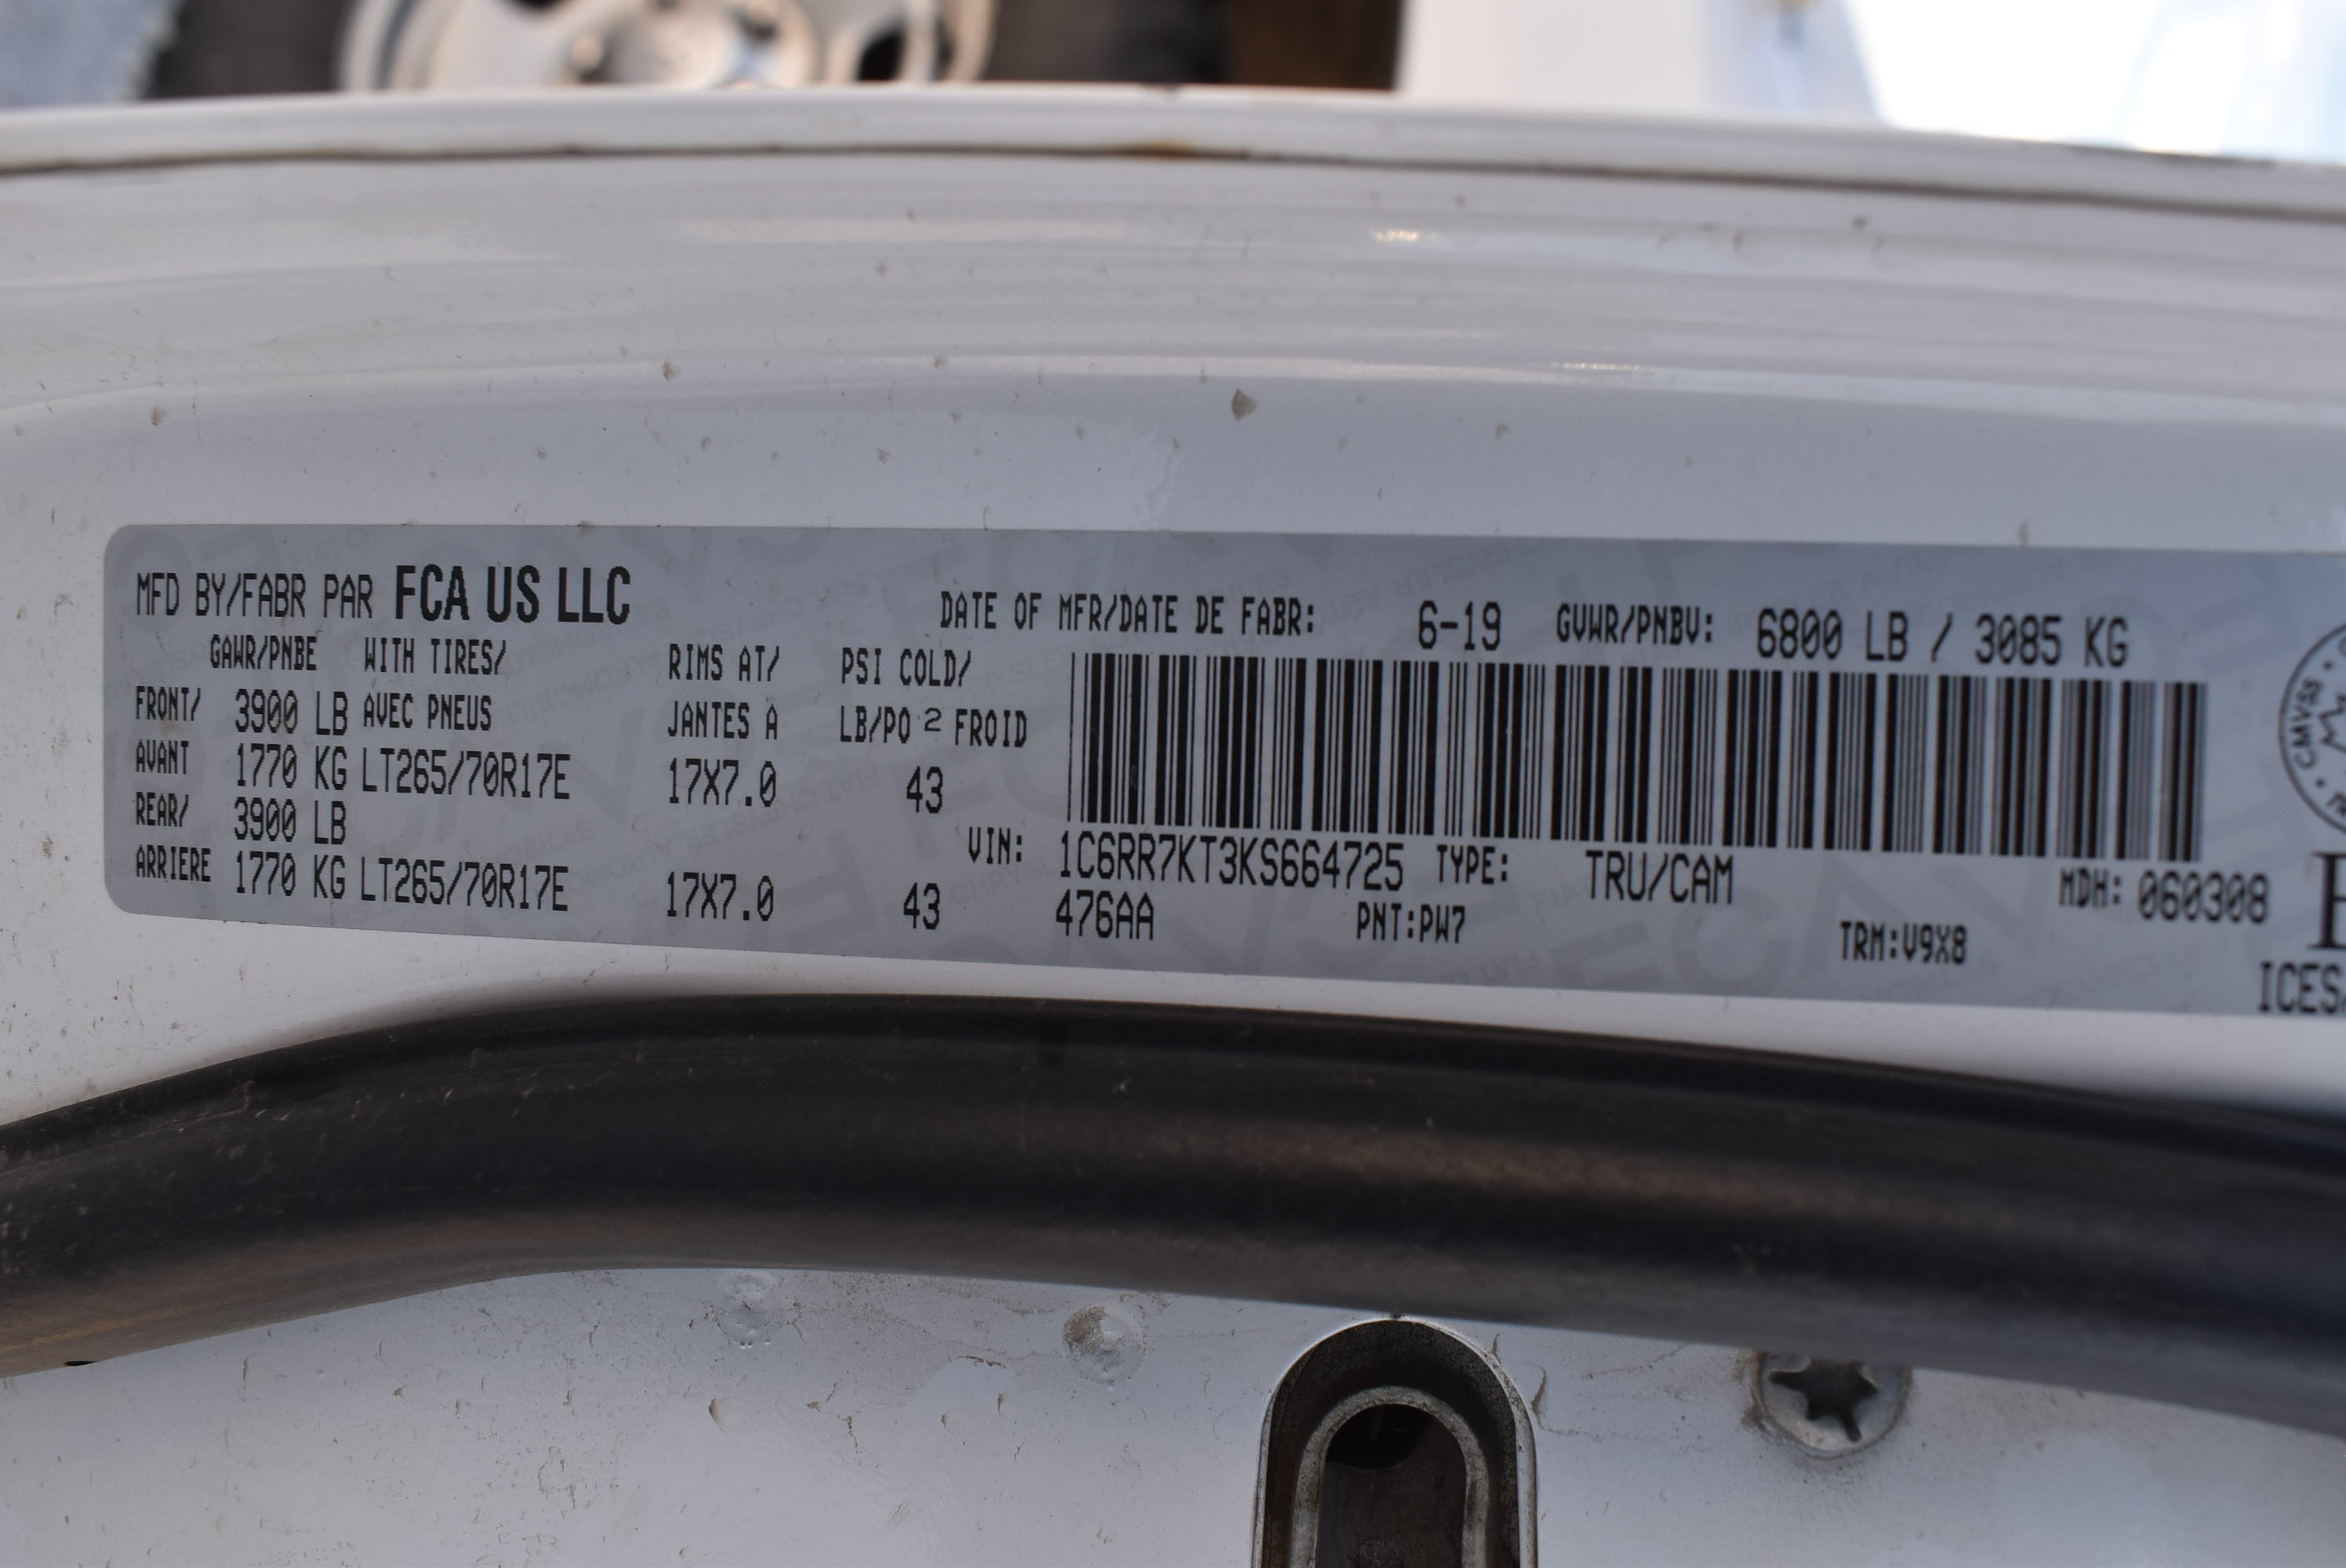 MFD BY/FABR PAR FCA US LLC
DATE OF MFR/DATE DE FABR: 6-19 GVWR/PNBV: 6800 LB / 3085 KG
GAWR/PNBE WITH TIRES/ RIMS AT/ PSI COLD/
FRONT/ 3900 LB AVEC PNEUS JANTES A LB/PO 2 FROID
AVANT 1770 KG LT265/70R17E 17X7.0 43
REAR/ 3900 LB
ARRIERE 1770 KG LT265/70R17E 17X7.0 43
VIN: 1C6RR7KT3KS664725 TYPE: TRU/CAM MDH: 060308
476AA PNT:PW7 TRM:V9X8
CMVSS
ICES